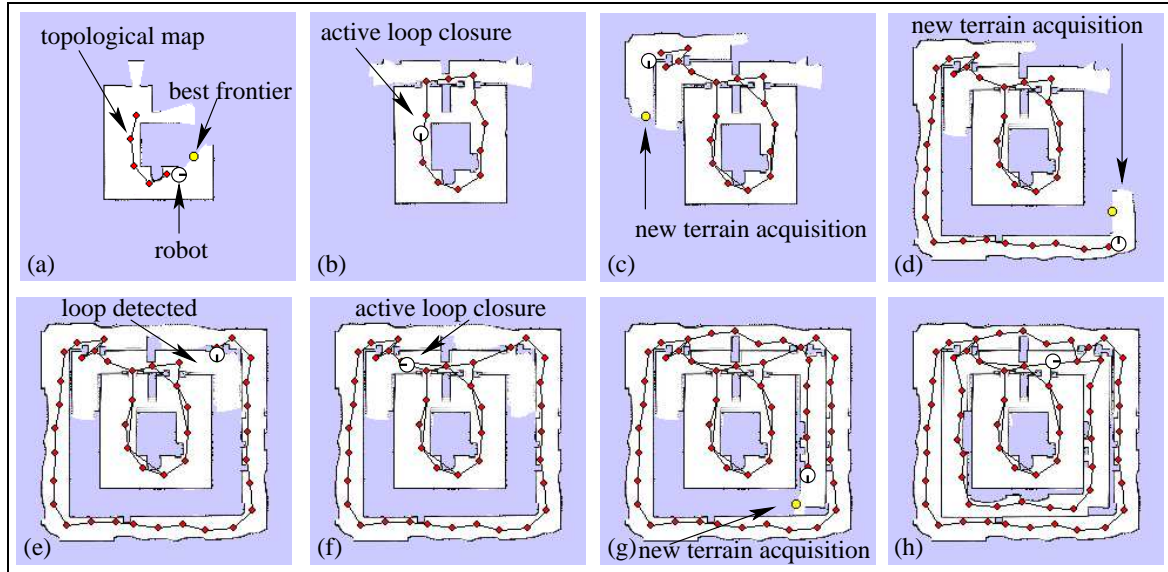 topological map
best frontier
robot
(a)
active loop closure
(b)
new terrain acquisition
(c)
new terrain acquisition
(d)
loop detected
(e)
active loop closure
(f)
(g)
new terrain acquisition
(h)